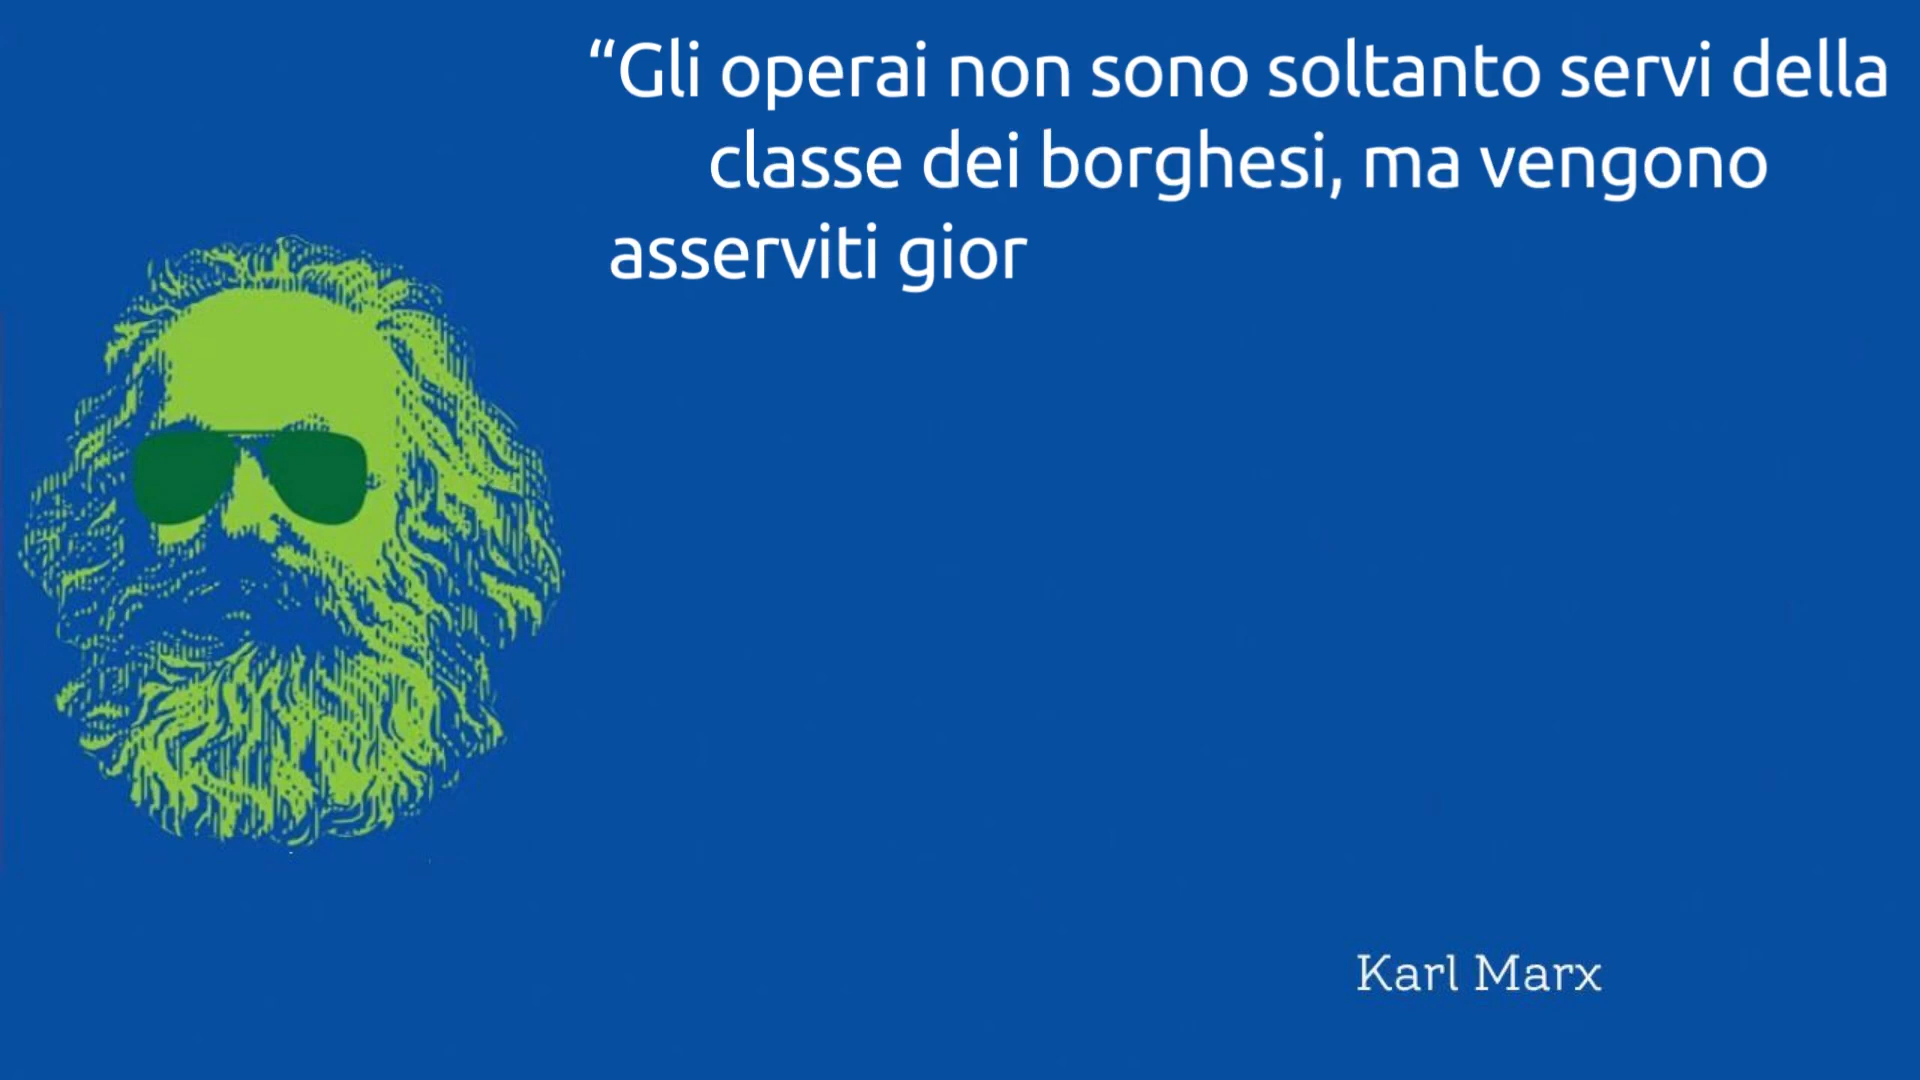 “Gli operai non sono soltanto servi della
classe dei borghesi, ma vengono
asserviti gior
Karl Marx